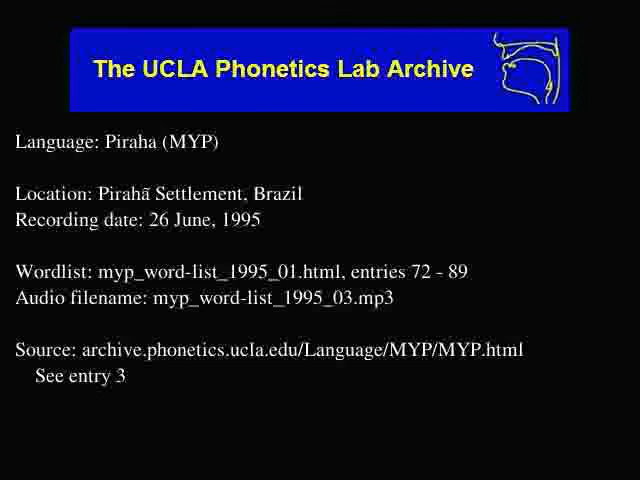 The UCLA Phonetics Lab Archive
Language: Piraha (MYP)
Location: Pirahã Settlement, Brazil
Recording date: 26 June, 1995
Wordlist: myp_word-list_1995_01.html, entries 72 - 89
Audio filename: myp_word-list_1995_03.mp3
Source: archive.phonetics.ucla.edu/Language/MYP/MYP.html
See entry 3